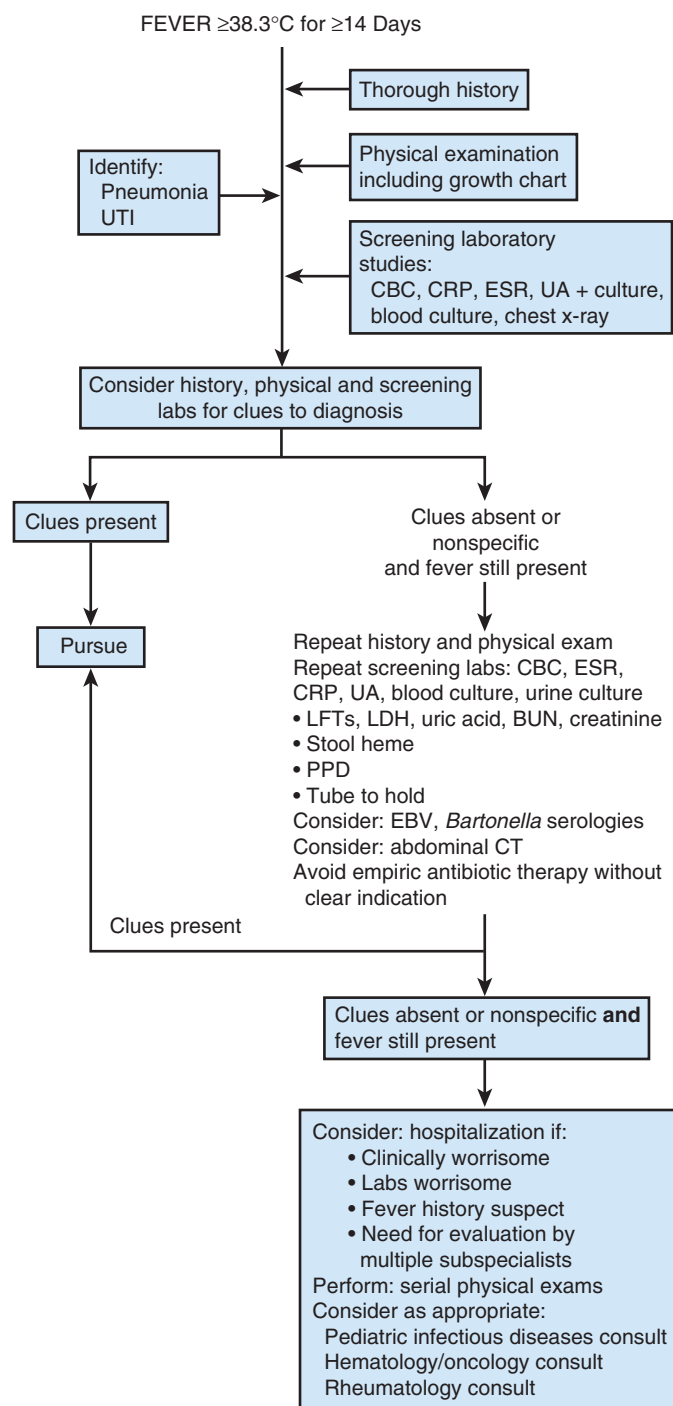 FEVER ≥38.3°C for ≥14 Days
Thorough history
Physical examination
including growth chart
Identify:
Pneumonia
UTI
Screening laboratory
studies:
CBC, CRP, ESR, UA + culture,
blood culture, chest x-ray
Consider history, physical and screening
labs for clues to diagnosis
Clues present
Pursue
Clues absent or
nonspecific
and fever still present
Repeat history and physical exam
Repeat screening labs: CBC, ESR,
CRP, UA, blood culture, urine culture
• LFTs, LDH, uric acid, BUN, creatinine
• Stool heme
• PPD
• Tube to hold
Consider: EBV, Bartonella serologies
Consider: abdominal CT
Avoid empiric antibiotic therapy without
clear indication
Clues present
Clues absent or nonspecific and
fever still present
Consider: hospitalization if:
• Clinically worrisome
• Labs worrisome
• Fever history suspect
• Need for evaluation by
multiple subspecialists
Perform: serial physical exams
Consider as appropriate:
Pediatric infectious diseases consult
Hematology/oncology consult
Rheumatology consult